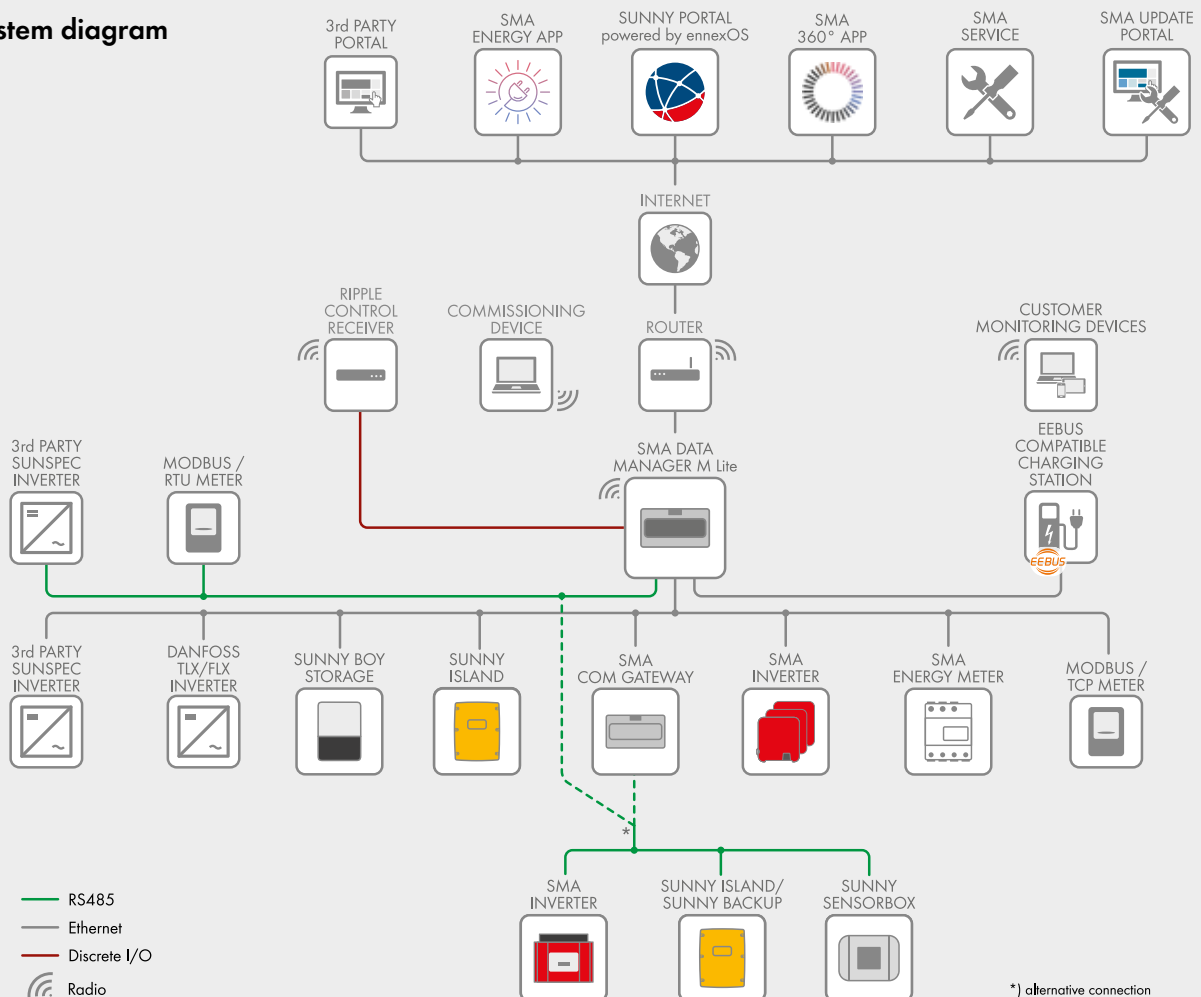 stem diagram
3rd PARTY
PORTAL
SMA
ENERGY APP
SUNNY PORTAL
powered by ennexOS
SMA
360° APP
SMA
SERVICE
SMA UPDATE
PORTAL
INTERNET
RIPPLE
CONTROL
RECEIVER
COMMISSIONING
DEVICE
ROUTER
CUSTOMER
MONITORING DEVICES
3rd PARTY
SUNSPEC
INVERTER
MODBUS /
RTU METER
SMA DATA
MANAGER M Lite
EEBUS
COMPATIBLE
CHARGING
STATION
EEBUS
3rd PARTY
SUNSPEC
INVERTER
DANFOSS
TLX/FLX
INVERTER
SUNNY BOY
STORAGE
SUNNY
ISLAND
SMA
COM GATEWAY
SMA
INVERTER
SMA
ENERGY METER
MODBUS /
TCP METER
*
SMA
INVERTER
SUNNY ISLAND/
SUNNY BACKUP
SUNNY
SENSORBOX
RS485
Ethernet
Discrete I/O
Radio
*) alternative connection